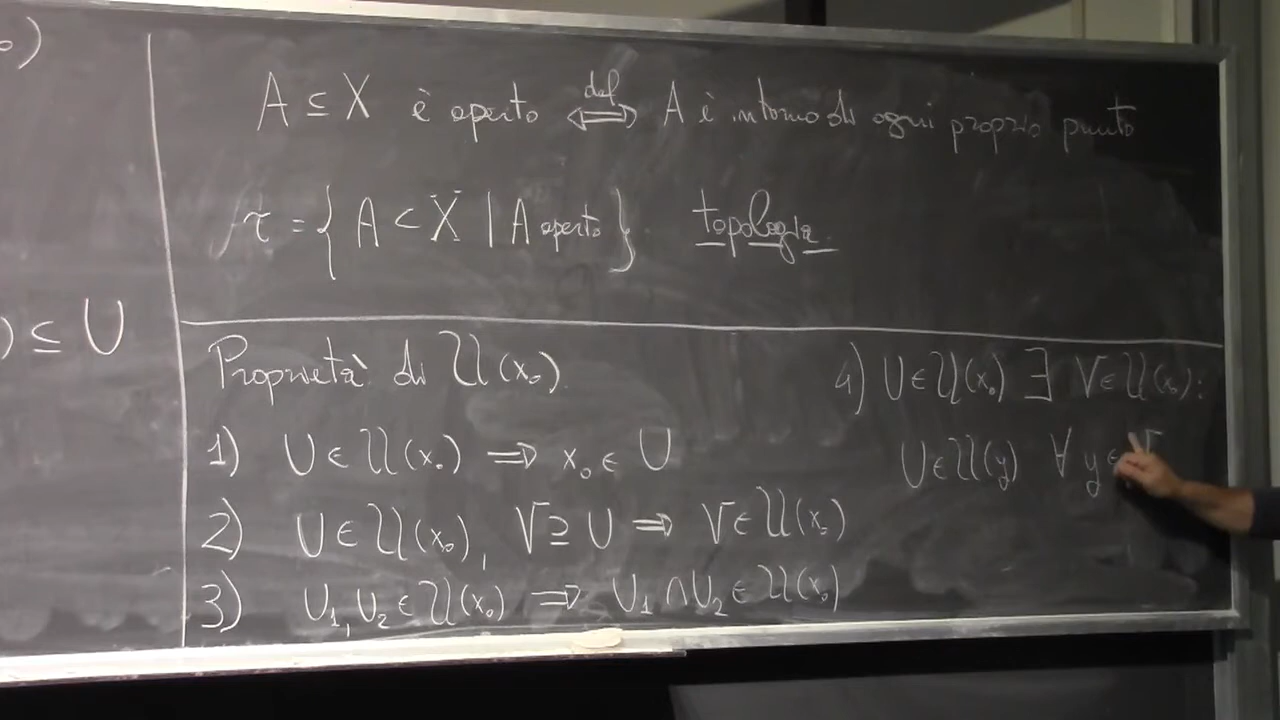 o)
) ⊆ U
A ⊆ X è aperto ⟺ def A è intorno di ogni proprio punto
τ = { A ⊂ X | A aperto } topologia
Proprietà di 𝒰(x₀)
1) U ∈ 𝒰(x₀) ⟹ x₀ ∈ U
2) U ∈ 𝒰(x₀), V ⊇ U ⟹ V ∈ 𝒰(x₀)
3) U₁, U₂ ∈ 𝒰(x₀) ⟹ U₁ ∩ U₂ ∈ 𝒰(x₀)
4) U ∈ 𝒰(x₀) ∃ V ∈ 𝒰(x₀):
U ∈ 𝒰(y) ∀ y ∈ V